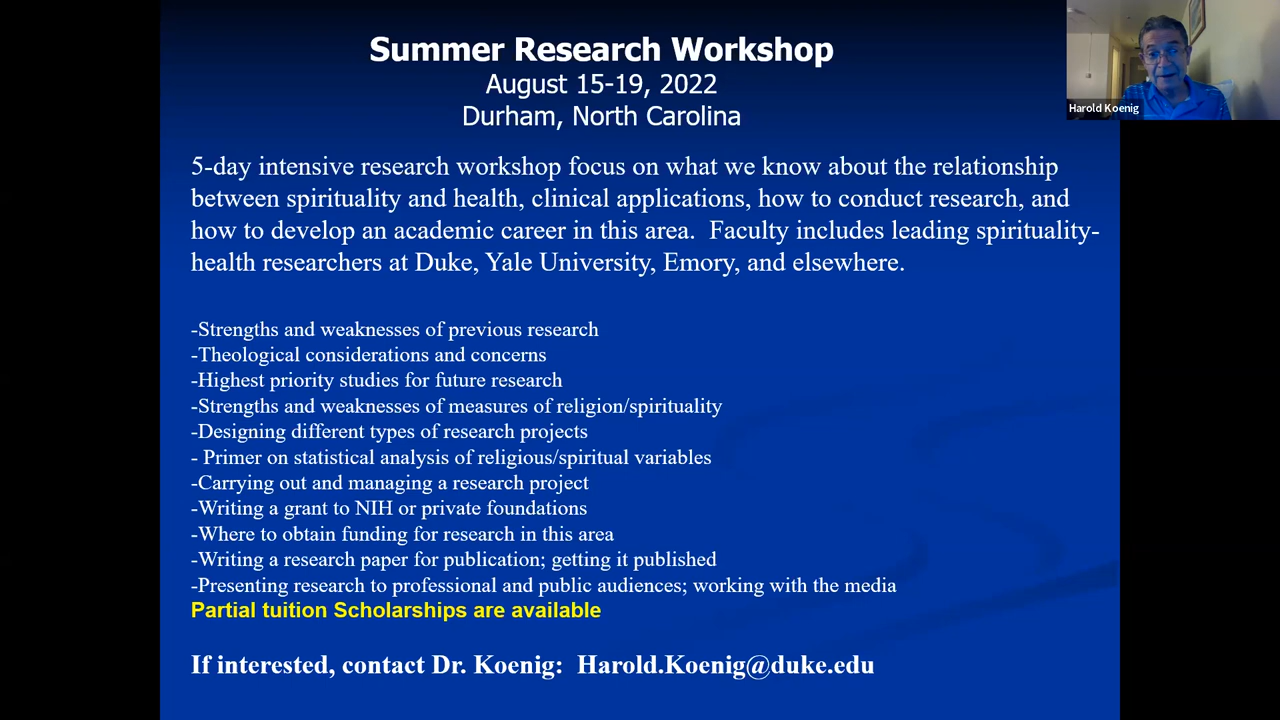 Summer Research Workshop
August 15-19, 2022
Durham, North Carolina
Harold Koenig
5-day intensive research workshop focus on what we know about the relationship
between spirituality and health, clinical applications, how to conduct research, and
how to develop an academic career in this area.  Faculty includes leading spirituality-
health researchers at Duke, Yale University, Emory, and elsewhere.
-Strengths and weaknesses of previous research
-Theological considerations and concerns
-Highest priority studies for future research
-Strengths and weaknesses of measures of religion/spirituality
-Designing different types of research projects
- Primer on statistical analysis of religious/spiritual variables
-Carrying out and managing a research project
-Writing a grant to NIH or private foundations
-Where to obtain funding for research in this area
-Writing a research paper for publication; getting it published
-Presenting research to professional and public audiences; working with the media
Partial tuition Scholarships are available
If interested, contact Dr. Koenig:  Harold.Koenig@duke.edu